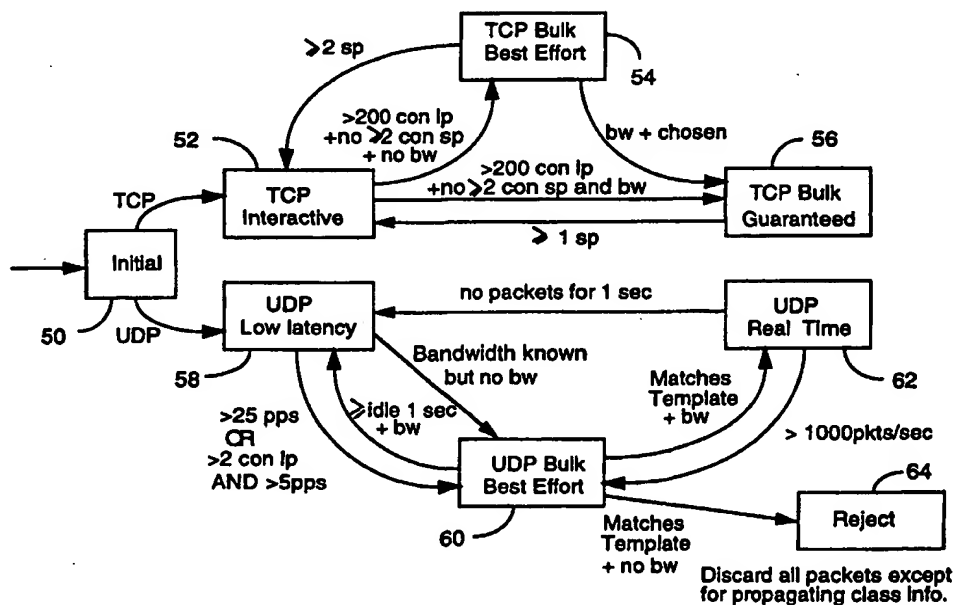 TCP Bulk
Best Effort
54
⩾2 sp
>200 con lp
+no ⩾2 con sp
+ no bw
bw + chosen
52
56
TCP
Interactive
>200 con lp
+no ⩾2 con sp and bw
TCP Bulk
Guaranteed
⩾ 1 sp
TCP
Initial
50
UDP
UDP
Low latency
58
no packets for 1 sec
UDP
Real Time
62
Bandwidth known
but no bw
⩾idle 1 sec
+ bw
Matches
Template
+ bw
>25 pps
OR
>2 con lp
AND >5pps
> 1000pkts/sec
UDP Bulk
Best Effort
60
64
Reject
Matches
Template
+ no bw
Discard all packets except
for propagating class info.